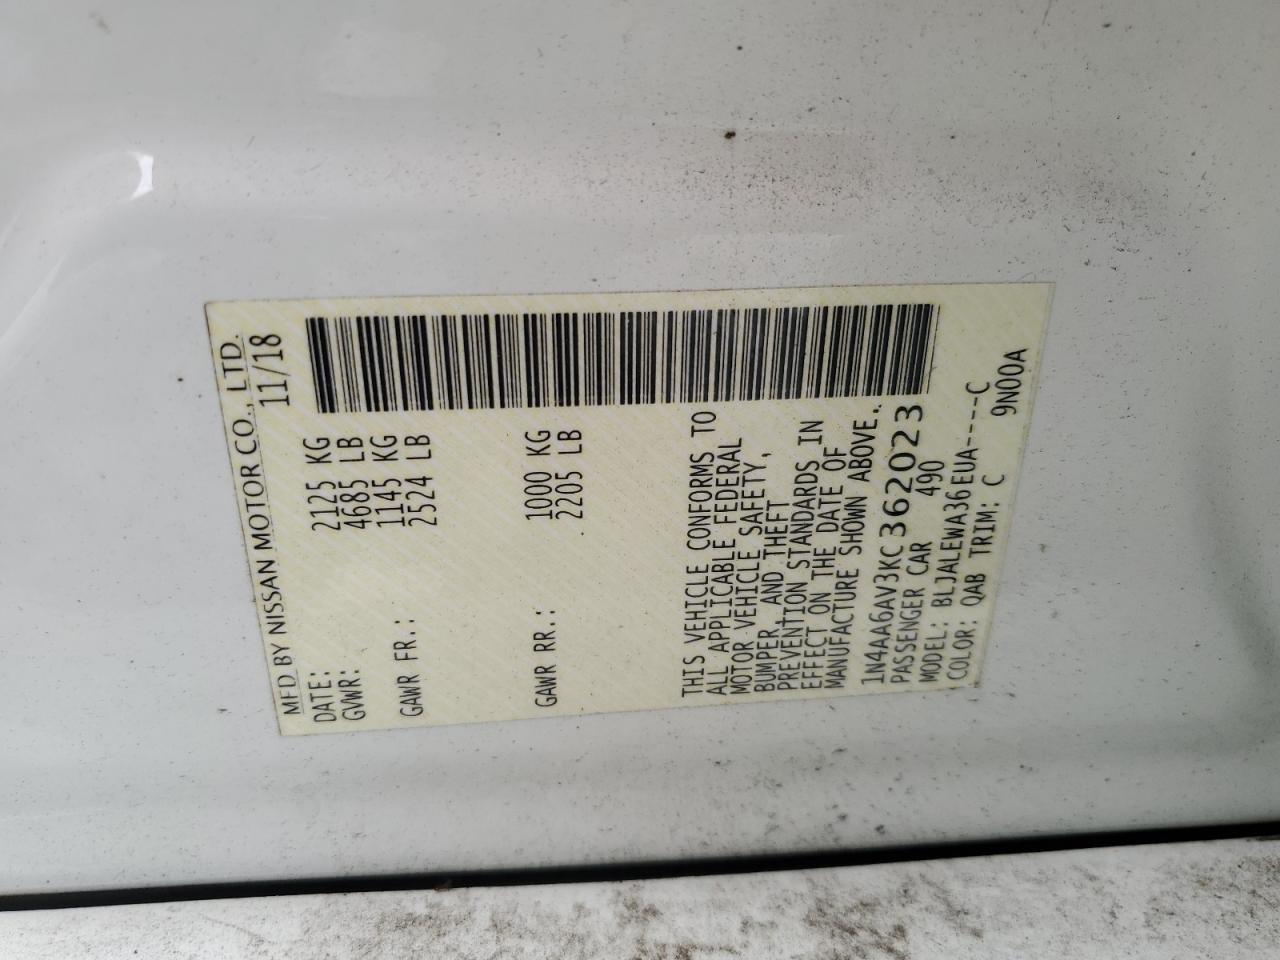 MFD BY NISSAN MOTOR CO., LTD.
DATE: 11/18
GVWR: 2125 KG
4685 LB
GAWR FR.: 1145 KG
2524 LB
GAWR RR.: 1000 KG
2205 LB
THIS VEHICLE CONFORMS TO
ALL APPLICABLE FEDERAL
MOTOR VEHICLE SAFETY,
BUMPER, AND THEFT
PREVENTION STANDARDS IN
EFFECT ON THE DATE OF
MANUFACTURE SHOWN ABOVE.
1N4AA6AV3KC362023
PASSENGER CAR 490
MODEL: BLJALEWA36EUA-----C
COLOR: QAB TRIM: C 9N00A